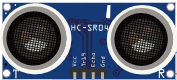 HC-SR04
Vcc Trig Echo Gnd
T R